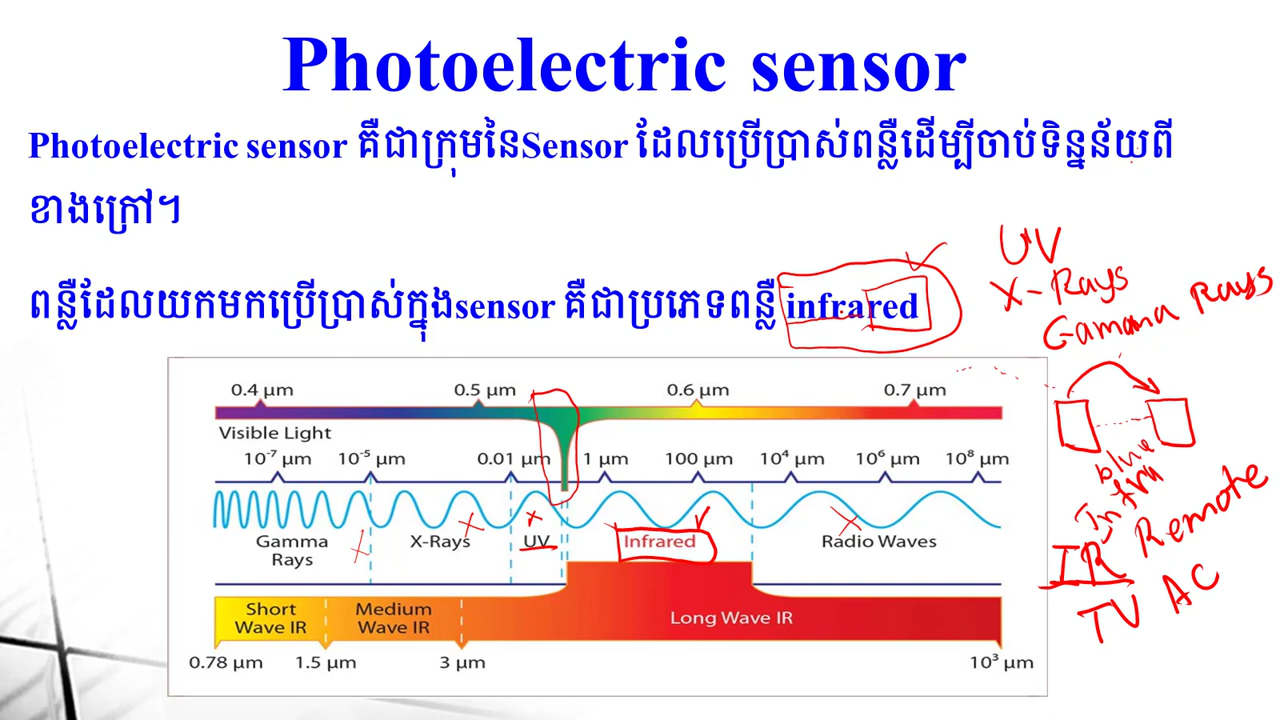 Photoelectric sensor
Photoelectric sensor គឺជាក្រុមនៃSensor ដែលប្រើប្រាស់ពន្លឺដើម្បីចាប់ទិន្នន័យពី
ខាងក្រៅ។
ពន្លឺដែលយកមកប្រើប្រាស់ក្នុងsensor គឺជាប្រភេទពន្លឺ infrared
UV
X-Rays
Gamama Rays
0.4 µm 0.5 µm 0.6 µm 0.7 µm
Visible Light
10⁻⁷ µm 10⁻⁵ µm 0.01 µm 1 µm 100 µm 10⁴ µm 10⁶ µm 10⁸ µm
Gamma
Rays
X-Rays
UV
Infrared
Radio Waves
Short
Wave IR
Medium
Wave IR
Long Wave IR
0.78 µm 1.5 µm 3 µm 10³ µm
blue
Infra
IR Remote
TV AC